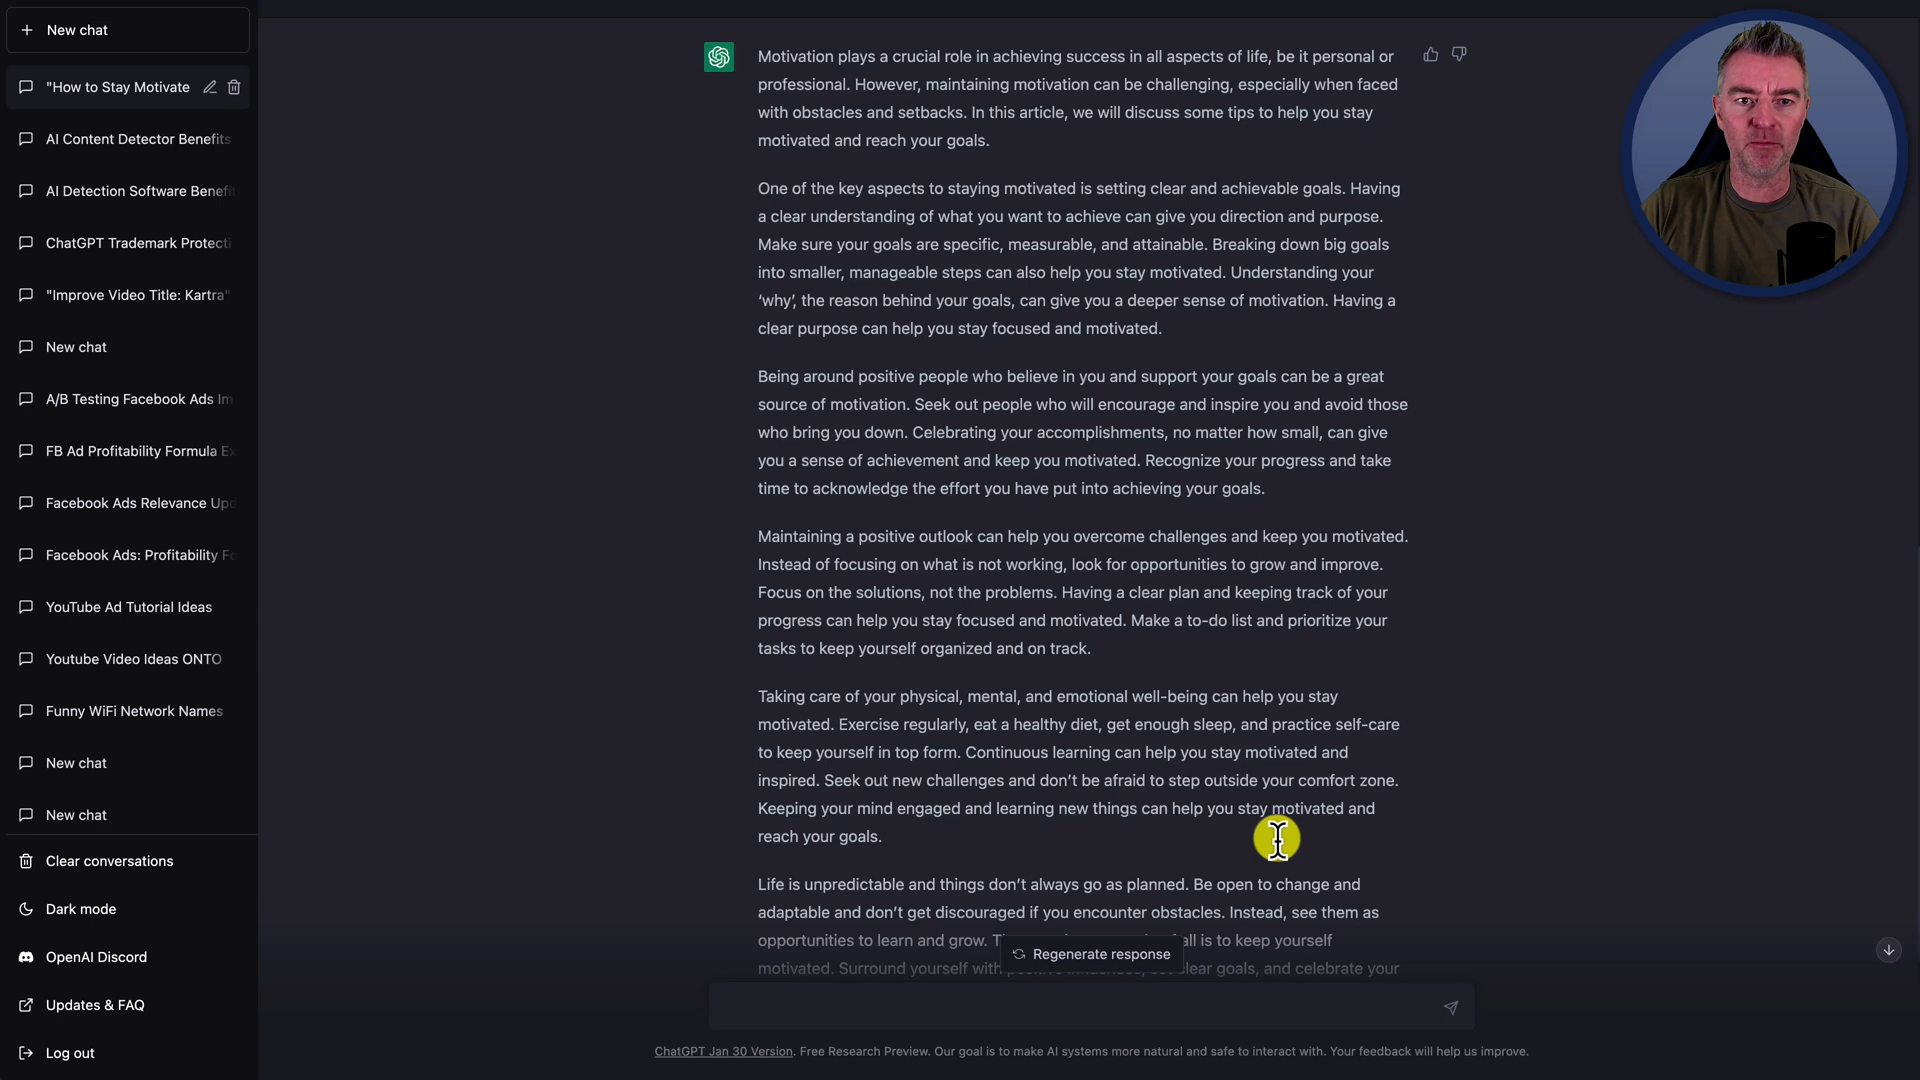 New chat
"How to Stay Motivate
AI Content Detector Benefits
AI Detection Software Benefi
ChatGPT Trademark Protecti
"Improve Video Title: Kartra"
New chat
A/B Testing Facebook Ads Im
FB Ad Profitability Formula Ex
Facebook Ads Relevance Upd
Facebook Ads: Profitability Fo
YouTube Ad Tutorial Ideas
Youtube Video Ideas ONTO
Funny WiFi Network Names
New chat
New chat
Clear conversations
Dark mode
OpenAI Discord
Updates & FAQ
Log out
Motivation plays a crucial role in achieving success in all aspects of life, be it personal or
professional. However, maintaining motivation can be challenging, especially when faced
with obstacles and setbacks. In this article, we will discuss some tips to help you stay
motivated and reach your goals.
One of the key aspects to staying motivated is setting clear and achievable goals. Having
a clear understanding of what you want to achieve can give you direction and purpose.
Make sure your goals are specific, measurable, and attainable. Breaking down big goals
into smaller, manageable steps can also help you stay motivated. Understanding your
‘why’, the reason behind your goals, can give you a deeper sense of motivation. Having a
clear purpose can help you stay focused and motivated.
Being around positive people who believe in you and support your goals can be a great
source of motivation. Seek out people who will encourage and inspire you and avoid those
who bring you down. Celebrating your accomplishments, no matter how small, can give
you a sense of achievement and keep you motivated. Recognize your progress and take
time to acknowledge the effort you have put into achieving your goals.
Maintaining a positive outlook can help you overcome challenges and keep you motivated.
Instead of focusing on what is not working, look for opportunities to grow and improve.
Focus on the solutions, not the problems. Having a clear plan and keeping track of your
progress can help you stay focused and motivated. Make a to-do list and prioritize your
tasks to keep yourself organized and on track.
Taking care of your physical, mental, and emotional well-being can help you stay
motivated. Exercise regularly, eat a healthy diet, get enough sleep, and practice self-care
to keep yourself in top form. Continuous learning can help you stay motivated and
inspired. Seek out new challenges and don’t be afraid to step outside your comfort zone.
Keeping your mind engaged and learning new things can help you stay motivated and
reach your goals.
Life is unpredictable and things don’t always go as planned. Be open to change and
adaptable and don’t get discouraged if you encounter obstacles. Instead, see them as
opportunities to learn and grow. all is to keep yourself
motivated. Surround yourself with clear goals, and celebrate your
Regenerate response
ChatGPT Jan 30 Version. Free Research Preview. Our goal is to make AI systems more natural and safe to interact with. Your feedback will help us improve.